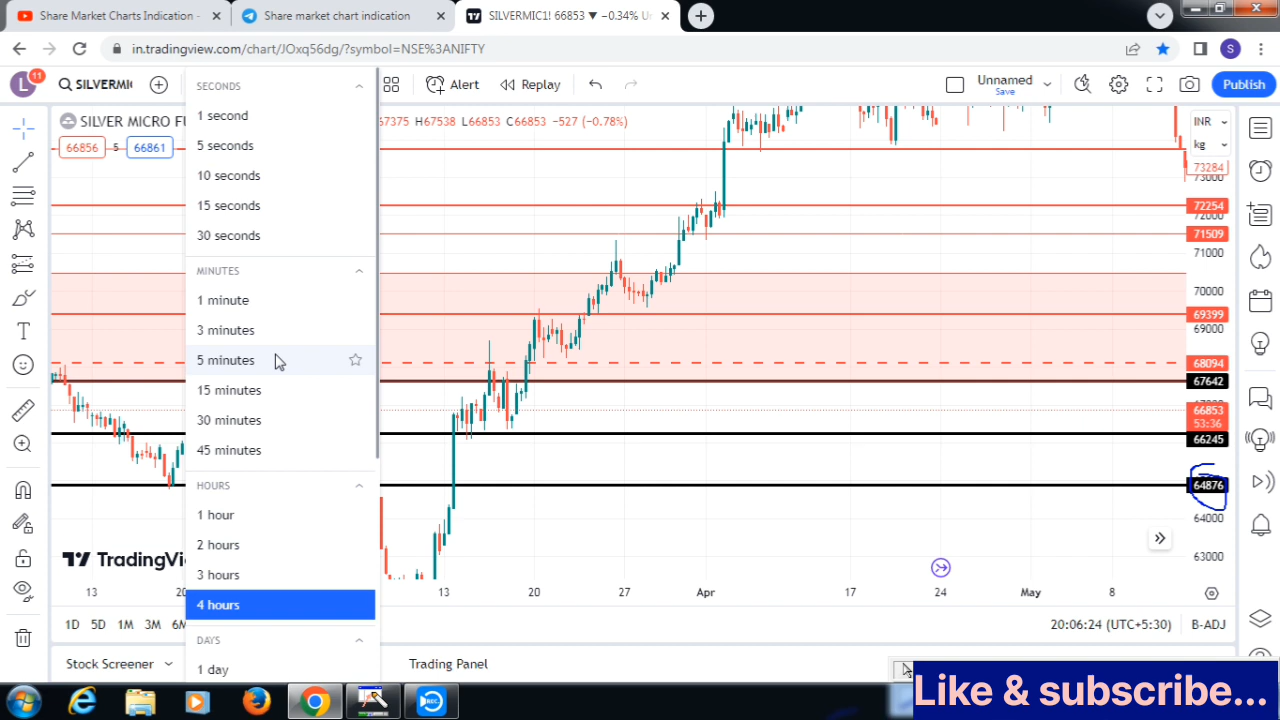 Share Market Charts Indication -
Share market chart indication
SILVERMIC1! 66853 ▼ −0.34% Un
in.tradingview.com/chart/JOxq56dg/?symbol=NSE%3ANIFTY
S
L
11
SILVERMI
Alert
Replay
Unnamed
Save
Publish
SECONDS
1 second
5 seconds
10 seconds
15 seconds
30 seconds
MINUTES
1 minute
3 minutes
5 minutes
15 minutes
30 minutes
45 minutes
HOURS
1 hour
2 hours
3 hours
4 hours
DAYS
1 day
SILVER MICRO FU
67375 H67538 L66853 C66853 −527 (−0.78%)
66856 5 66861
INR
kg
73284
73000
72254
72000
71509
71000
70000
69399
69000
68094
67642
66853
53:36
66245
64876
64000
63000
TradingView
13
13 20 27 Apr 17 24 May 8
1D 5D 1M 3M 6M
20:06:24 (UTC+5:30) B-ADJ
Stock Screener
Trading Panel
REC
Like & subscribe...